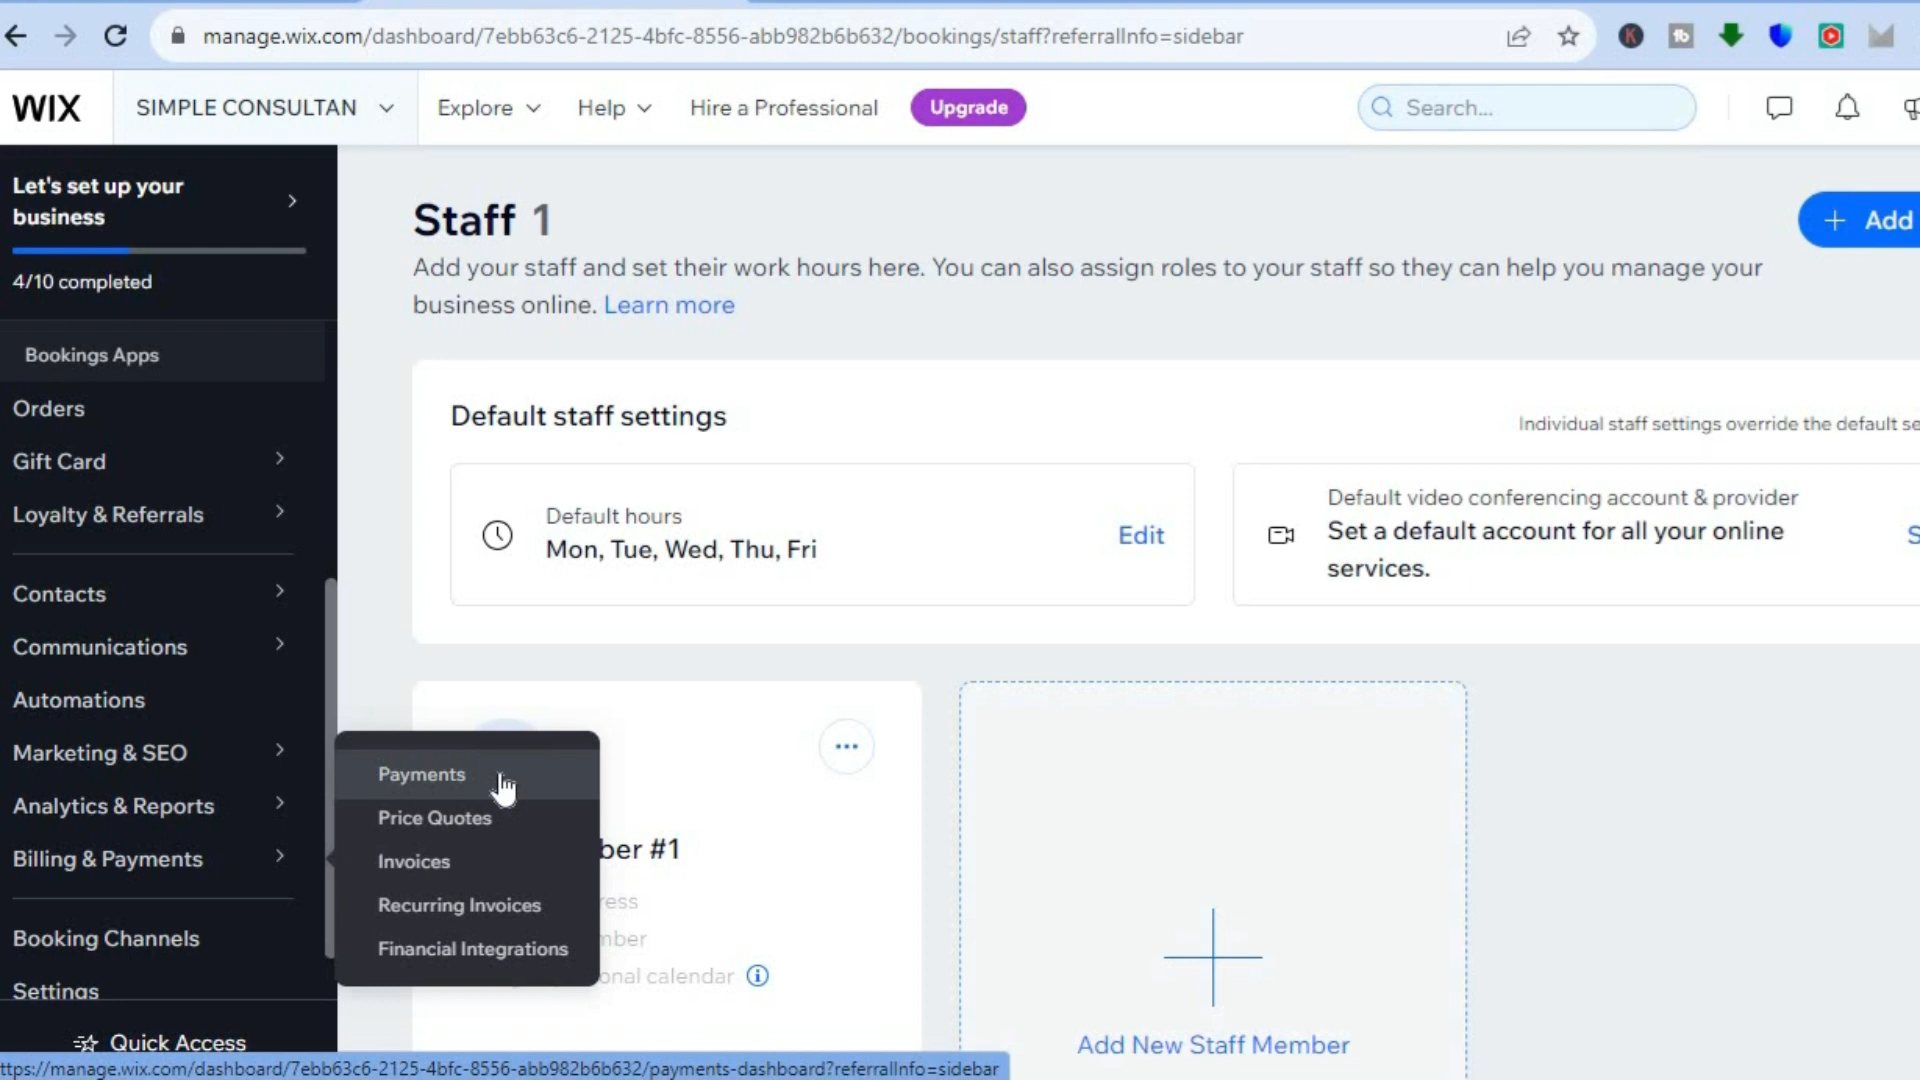 manage.wix.com/dashboard/7ebb63c6-2125-4bfc-8556-abb982b6b632/bookings/staff?referralInfo=sidebar
WIX
SIMPLE CONSULTAN
Explore
Help
Hire a Professional
Upgrade
Search...
Let's set up your
business
4/10 completed
Bookings Apps
Orders
Gift Card
Loyalty & Referrals
Contacts
Communications
Automations
Marketing & SEO
Analytics & Reports
Billing & Payments
Booking Channels
Settings
Quick Access
Payments
Price Quotes
Invoices
Recurring Invoices
Financial Integrations
Staff 1
+ Add
Add your staff and set their work hours here. You can also assign roles to your staff so they can help you manage your
business online. Learn more
Default staff settings
Individual staff settings override the default se
Default hours
Mon, Tue, Wed, Thu, Fri
Edit
Default video conferencing account & provider
Set a default account for all your online
services.
S
ber #1
ress
mber
onal calendar
Add New Staff Member
ttps://manage.wix.com/dashboard/7ebb63c6-2125-4bfc-8556-abb982b6b632/payments-dashboard?referralInfo=sidebar